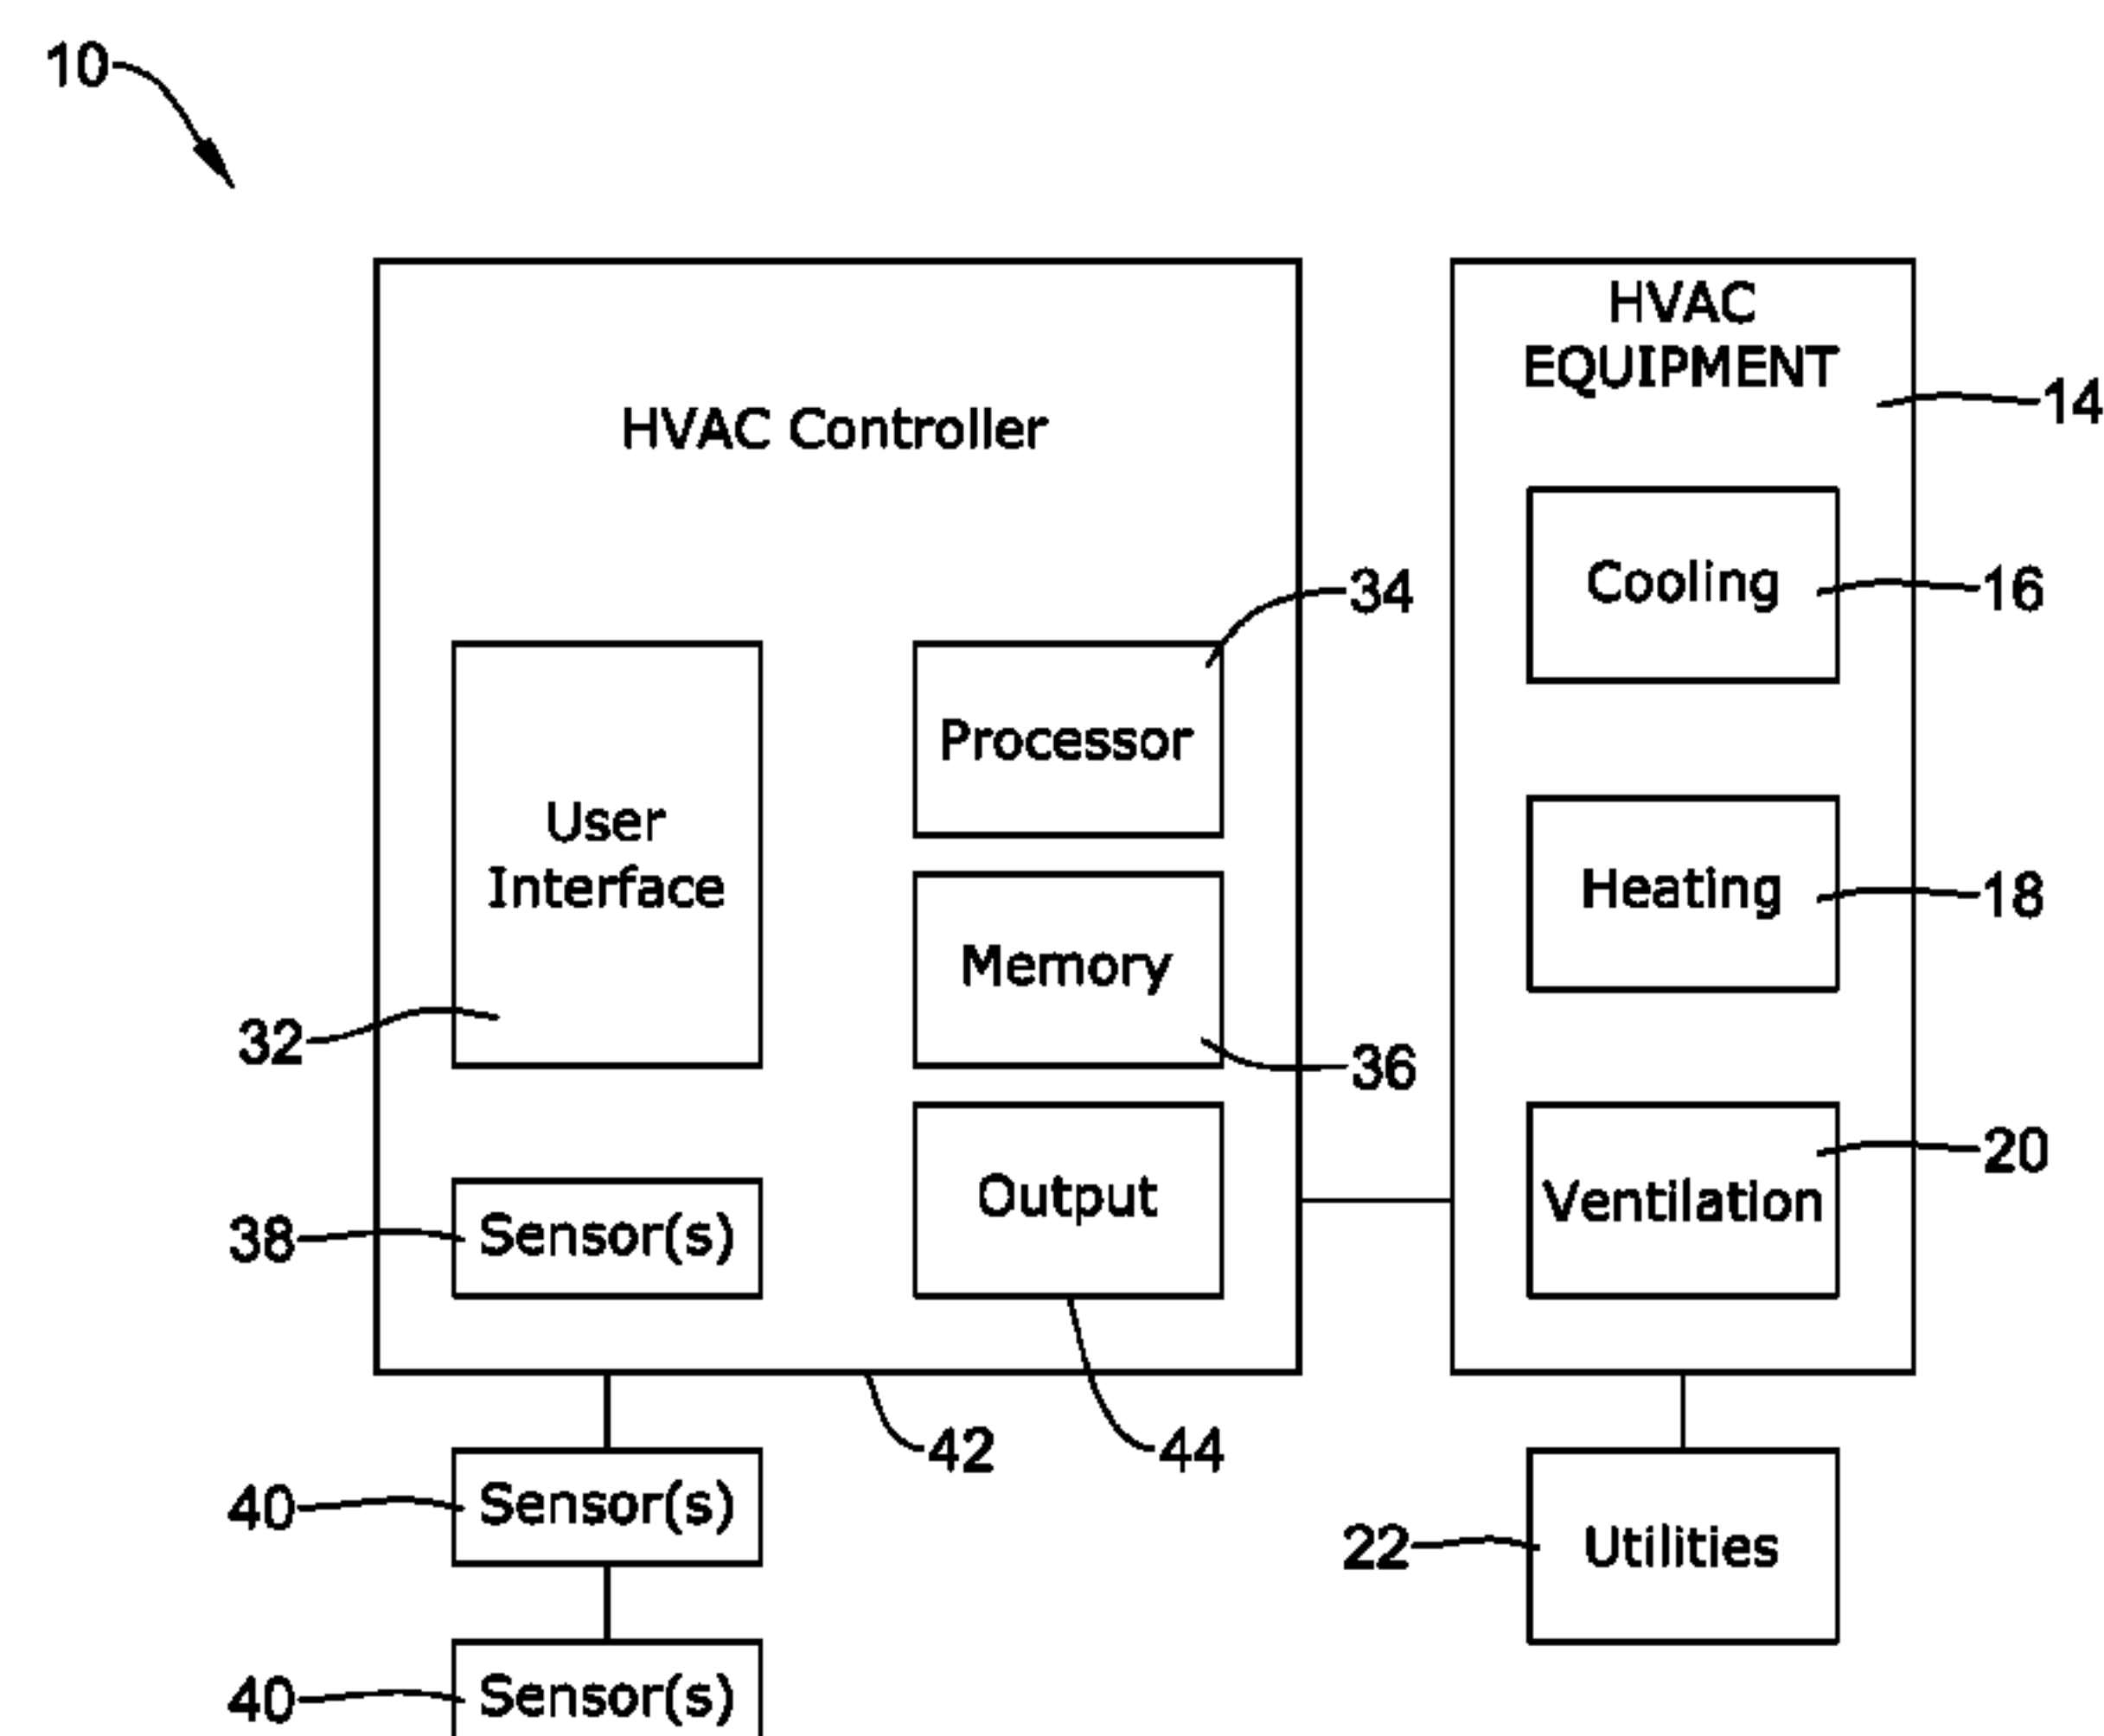 10
HVAC
EQUIPMENT
14
HVAC Controller
Cooling
16
34
Processor
User
Interface
Heating
18
Memory
32
36
Output
Ventilation
20
38
Sensor(s)
42
44
40
Sensor(s)
22
Utilities
40
Sensor(s)